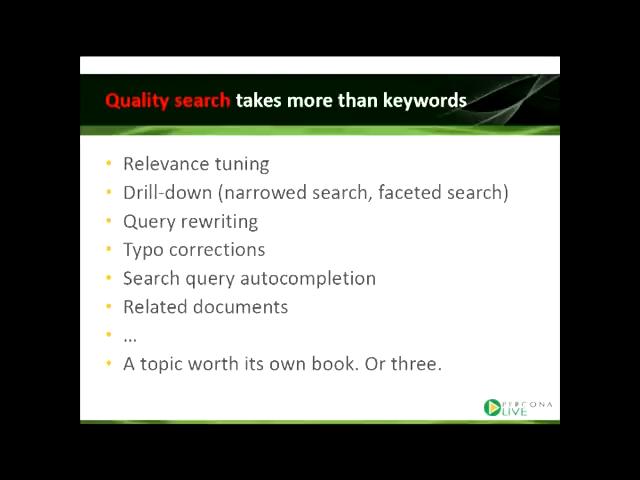 Quality search takes more than keywords
• Relevance tuning
• Drill-down (narrowed search, faceted search)
• Query rewriting
• Typo corrections
• Search query autocompletion
• Related documents
• ...
• A topic worth its own book. Or three.
PERCONA
LIVE